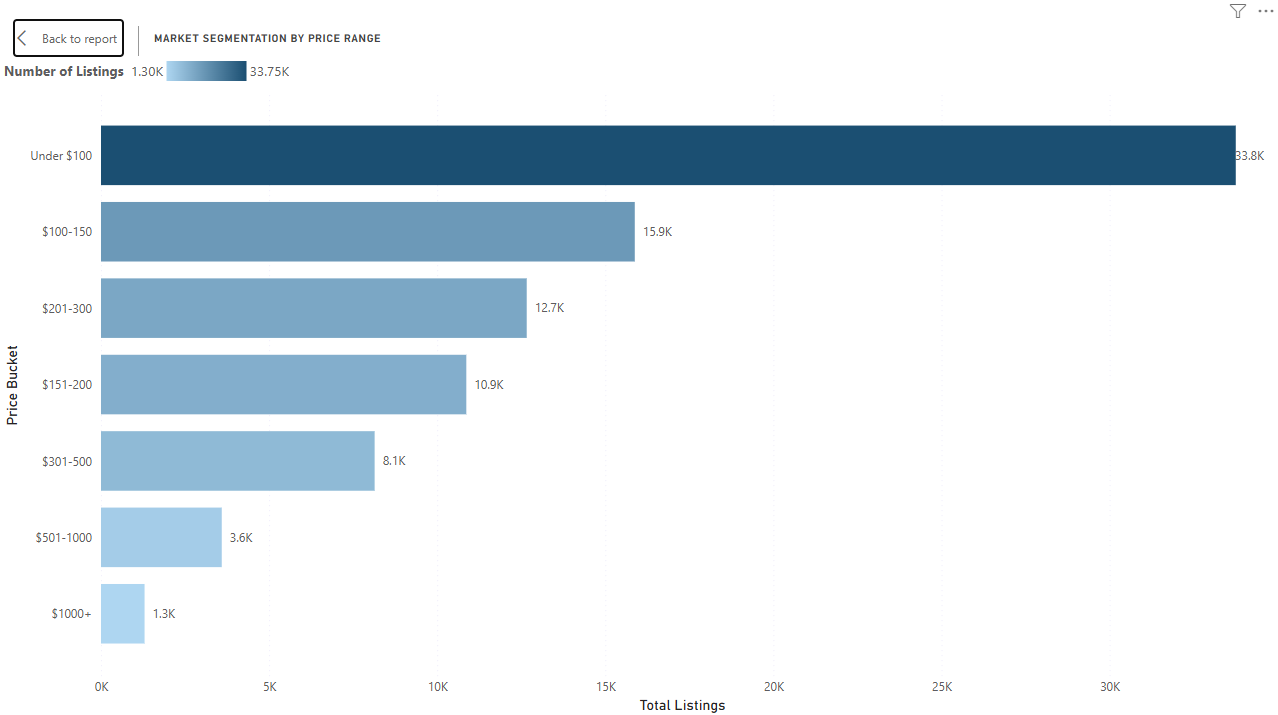 Back to report
MARKET SEGMENTATION BY PRICE RANGE
Number of Listings 1.30K 33.75K
Under $100 33.8K
$100-150 15.9K
$201-300 12.7K
$151-200 10.9K
$301-500 8.1K
$501-1000 3.6K
$1000+ 1.3K
Price Bucket
0K 5K 10K 15K 20K 25K 30K
Total Listings